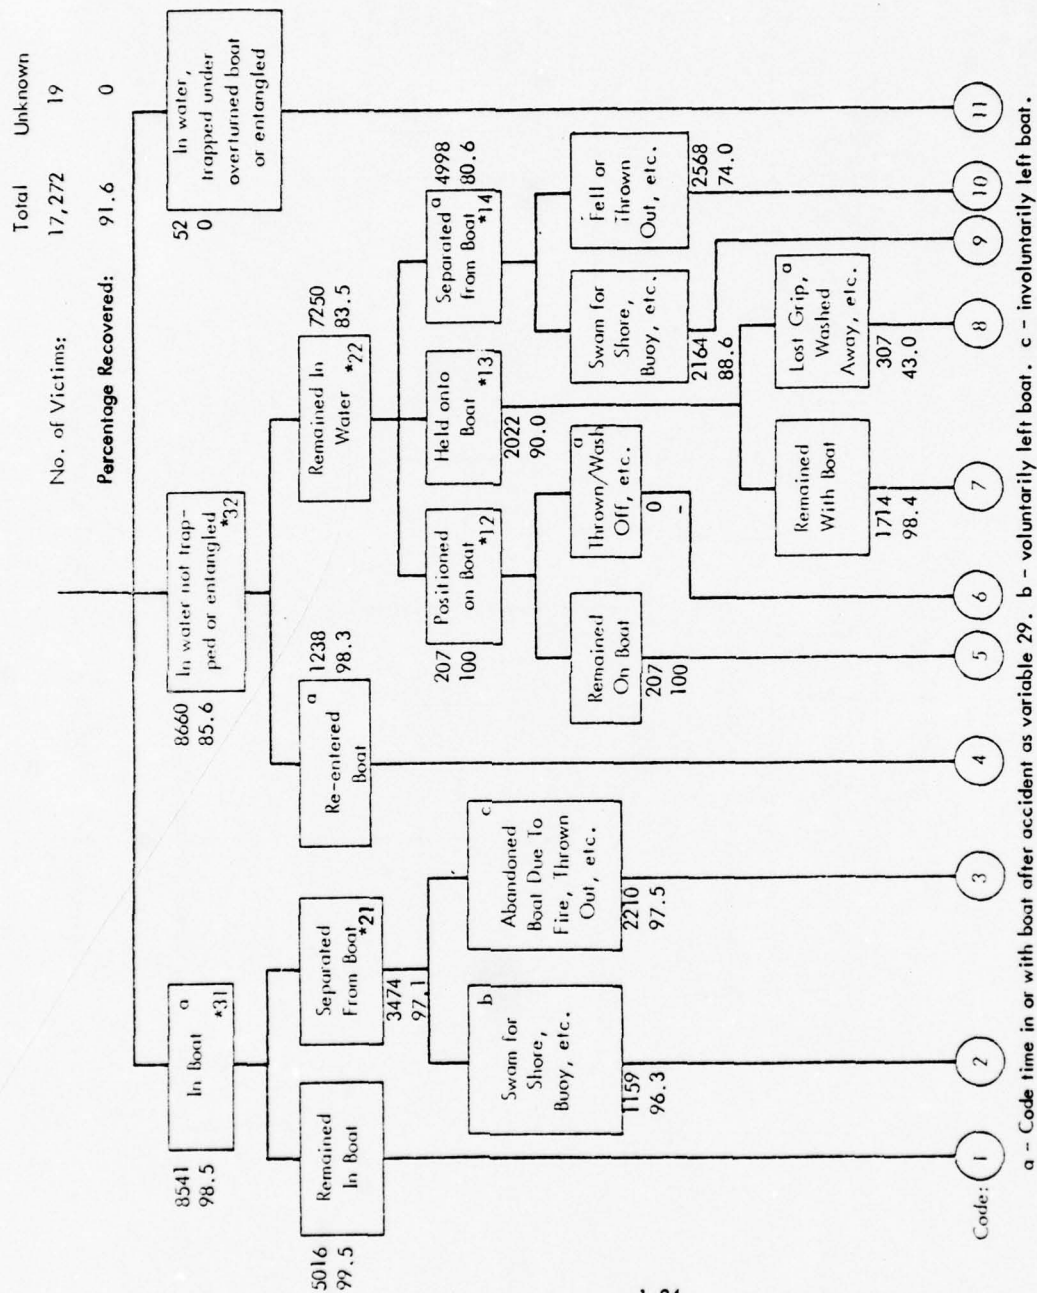 Total Unknown
No. of Victims: 17,272 19
Percentage Recovered: 91.6 0
8541
98.5
In Boat a
*31
8660
85.6
In water not trap-
ped or entangled
*32
52
0
In water,
trapped under
overturned boat
or entangled
5016
99.5
Remained
In Boat
Separated
From Boat
*21
3474
97.1
Re-entered a
Boat
1238
98.3
Remained In
Water *22
7250
83.5
207
100
Positioned
on Boat
*12
Held onto
Boat
*13
2022
90.0
Separated a
from Boat
*14
4998
80.6
Swam for b
Shore,
Buoy, etc.
1159
96.3
Abandoned c
Boat Due To
Fire, Thrown
Out, etc.
2210
97.5
Remained
On Boat
207
100
Thrown/Wash a
Off, etc.
0
-
Swam for
Shore,
Buoy, etc.
2164
88.6
Fell or
Thrown
Out, etc.
2568
74.0
Remained
With Boat
1714
98.4
Lost Grip, a
Washed
Away, etc.
307
43.0
Code: 1 2 3 4 5 6 7 8 9 10 11
a - Code time in or with boat after accident as variable 29. b - voluntarily left boat. c - involuntarily left boat.